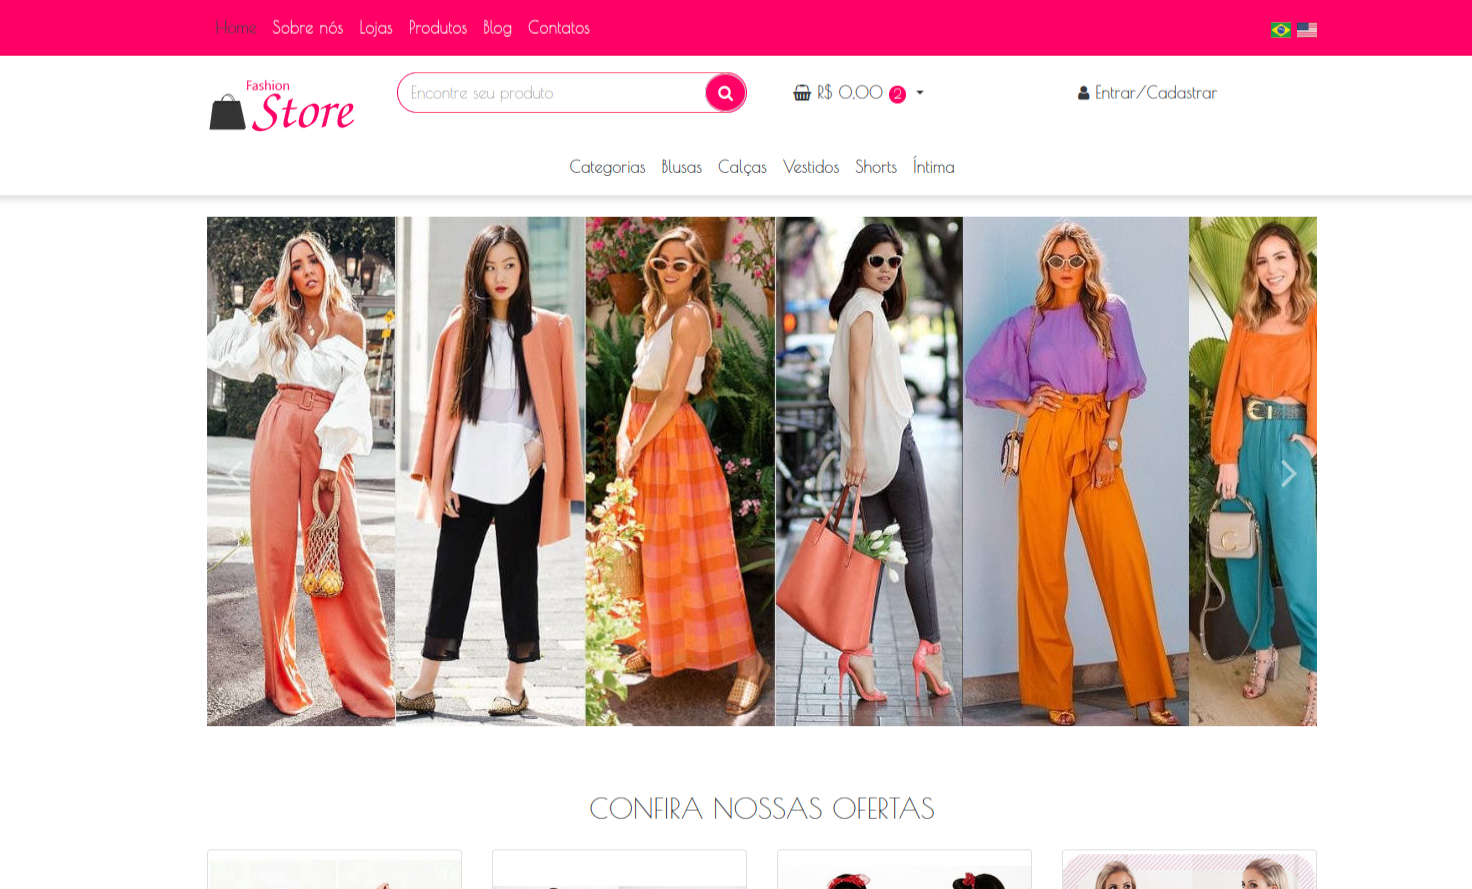 Home Sobre nós Lojas Produtos Blog Contatos
Fashion
Store
Encontre seu produto
R$ 0,00 2
Entrar/Cadastrar
Categorias Blusas Calças Vestidos Shorts Íntima
CONFIRA NOSSAS OFERTAS